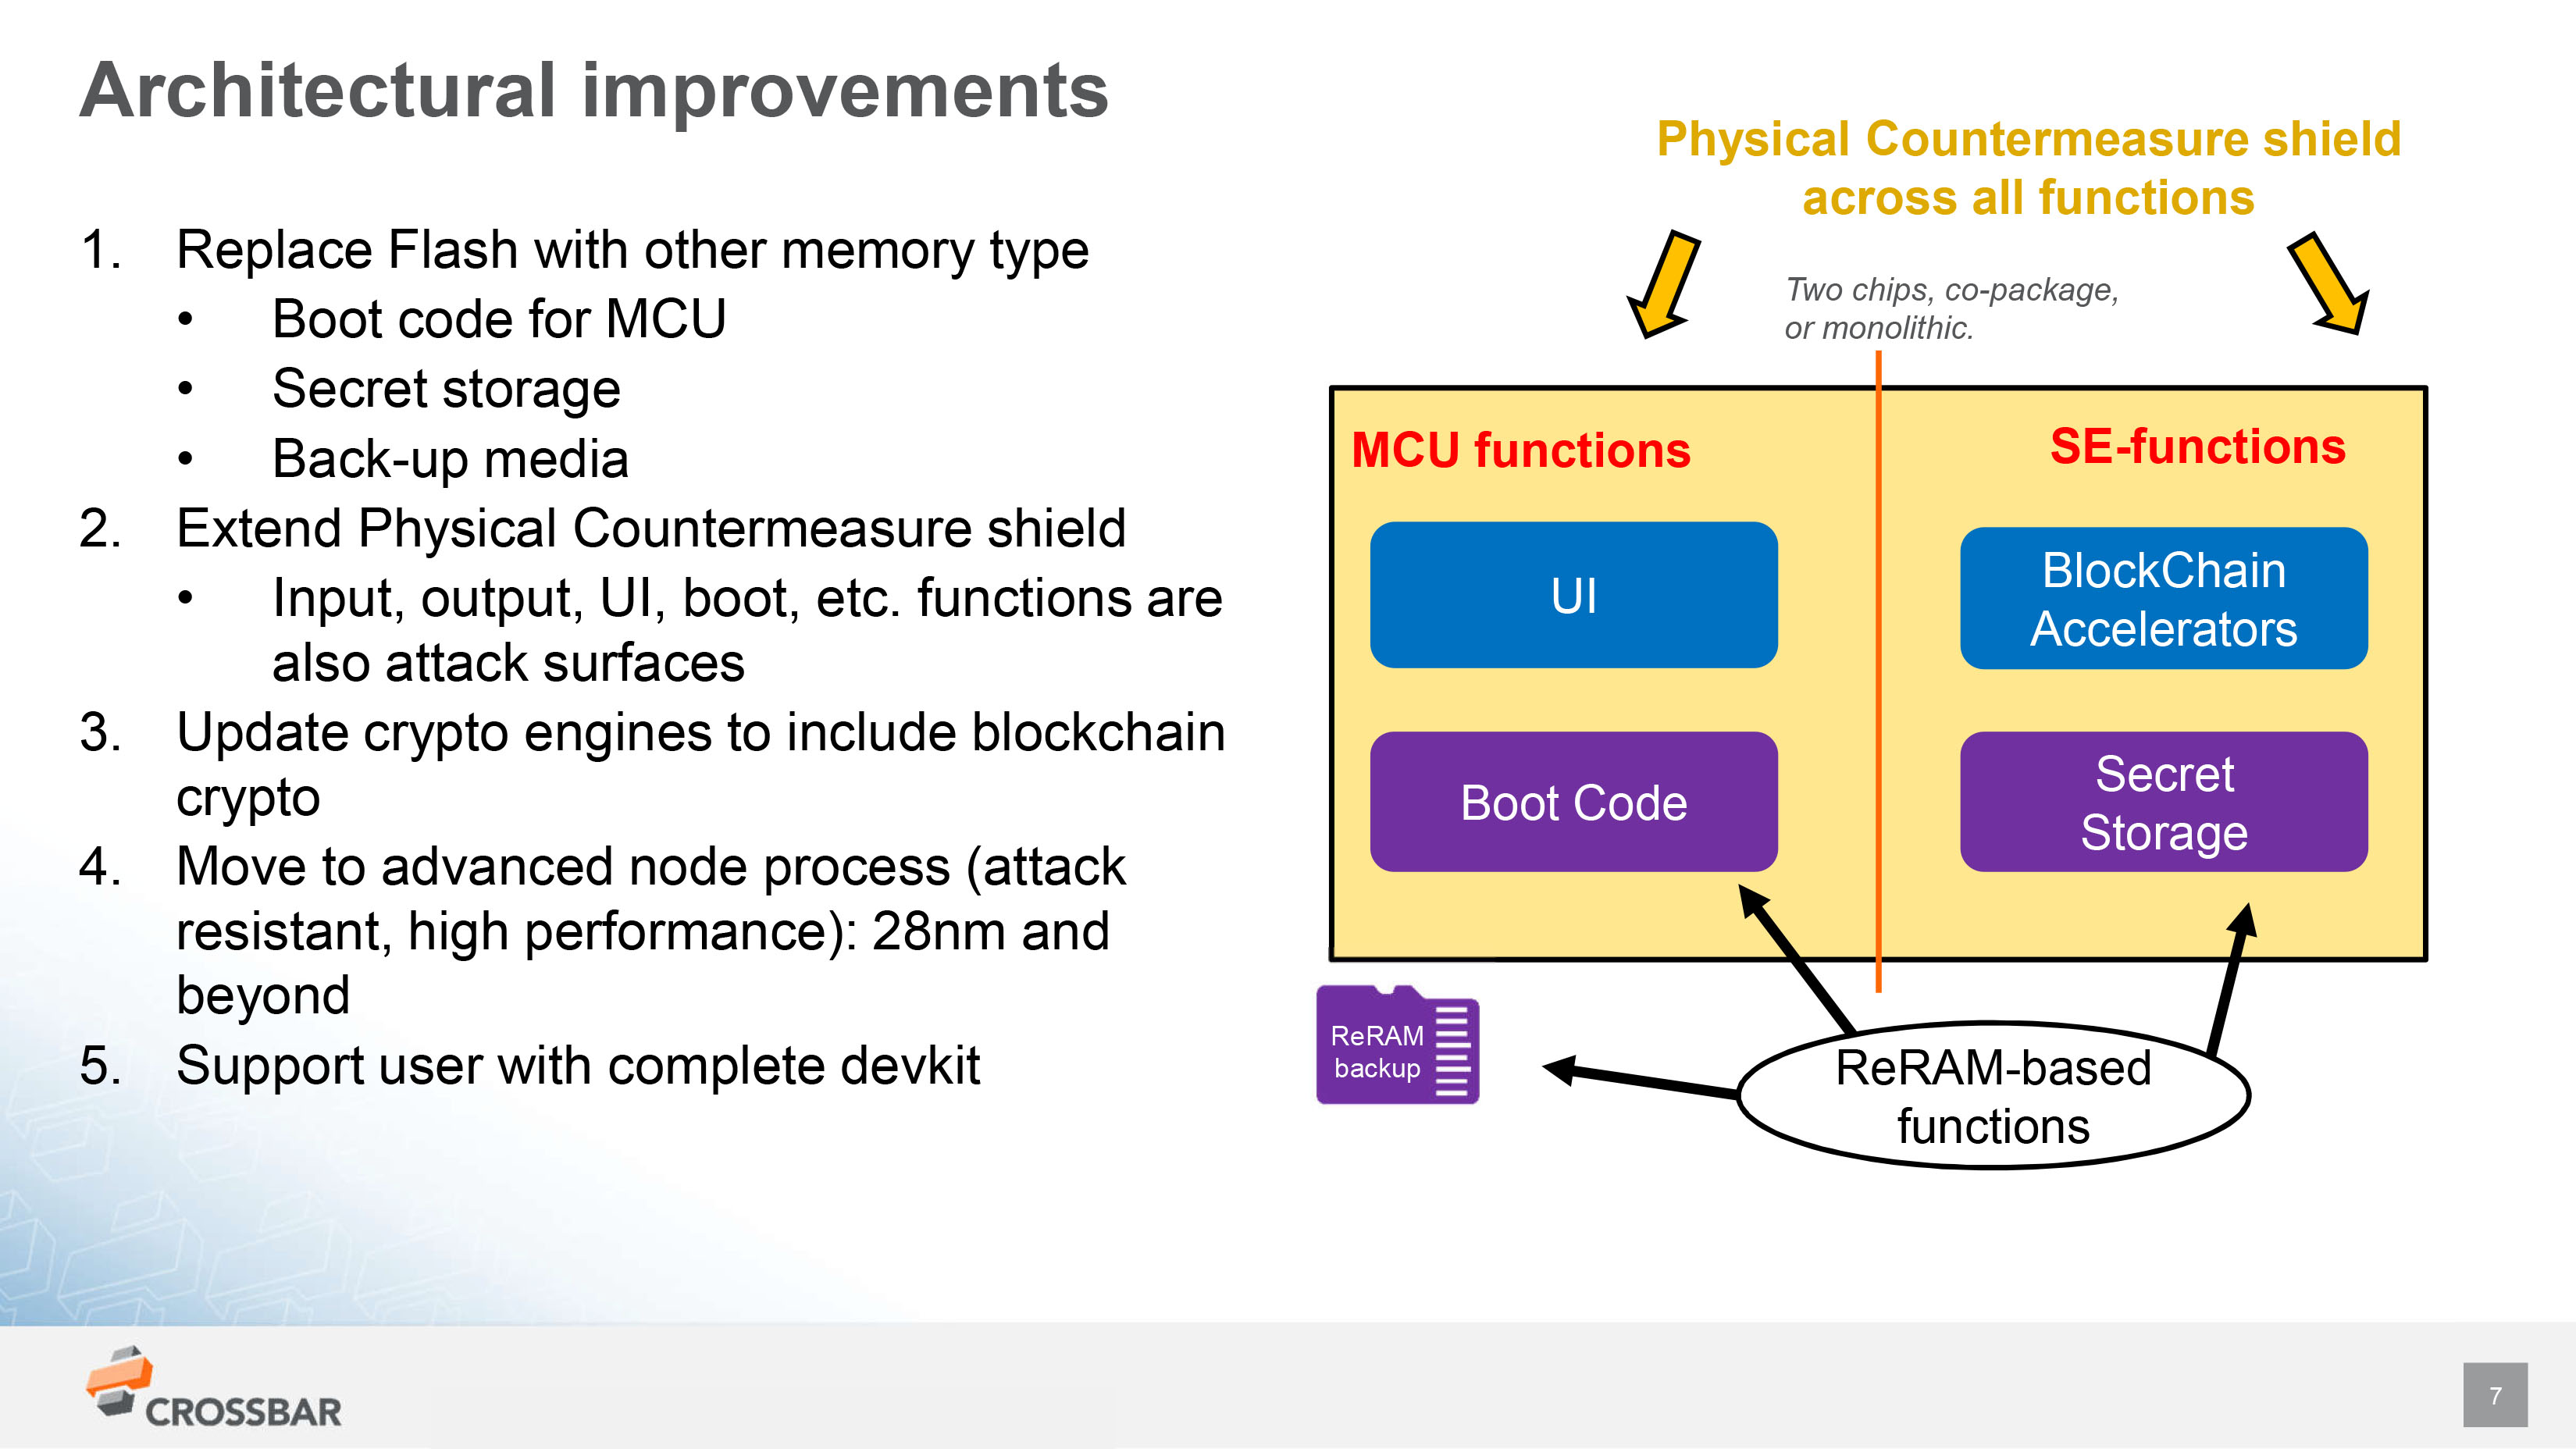 Architectural improvements
1. Replace Flash with other memory type
• Boot code for MCU
• Secret storage
• Back-up media
2. Extend Physical Countermeasure shield
• Input, output, UI, boot, etc. functions are
also attack surfaces
3. Update crypto engines to include blockchain
crypto
4. Move to advanced node process (attack
resistant, high performance): 28nm and
beyond
5. Support user with complete devkit
Physical Countermeasure shield
across all functions
Two chips, co-package,
or monolithic.
MCU functions
SE-functions
UI
BlockChain
Accelerators
Boot Code
Secret
Storage
ReRAM
backup
ReRAM-based
functions
CROSSBAR
7